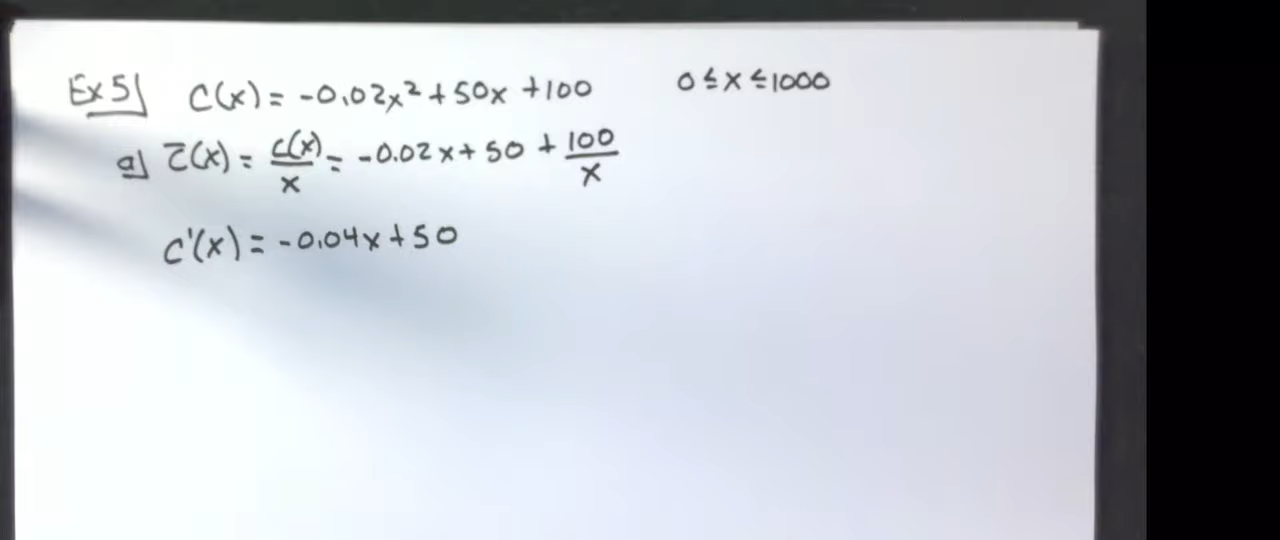 Ex 5| C(x) = -0.02x² + 50x + 100 0 ≤ x ≤ 1000
a) C̅(x) = C(x)/x = -0.02x + 50 + 100/x
C'(x) = -0.04x + 50